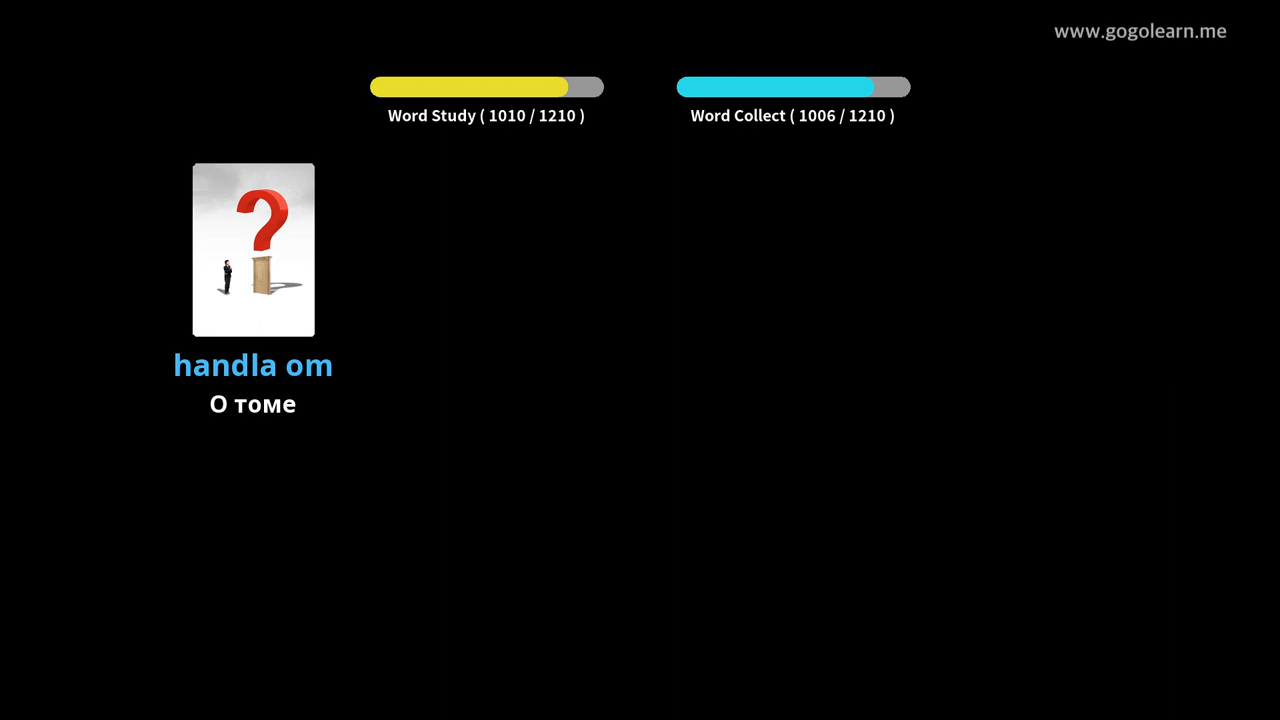 www.gogolearn.me
Word Study ( 1010 / 1210 )
Word Collect ( 1006 / 1210 )
handla om
О томе